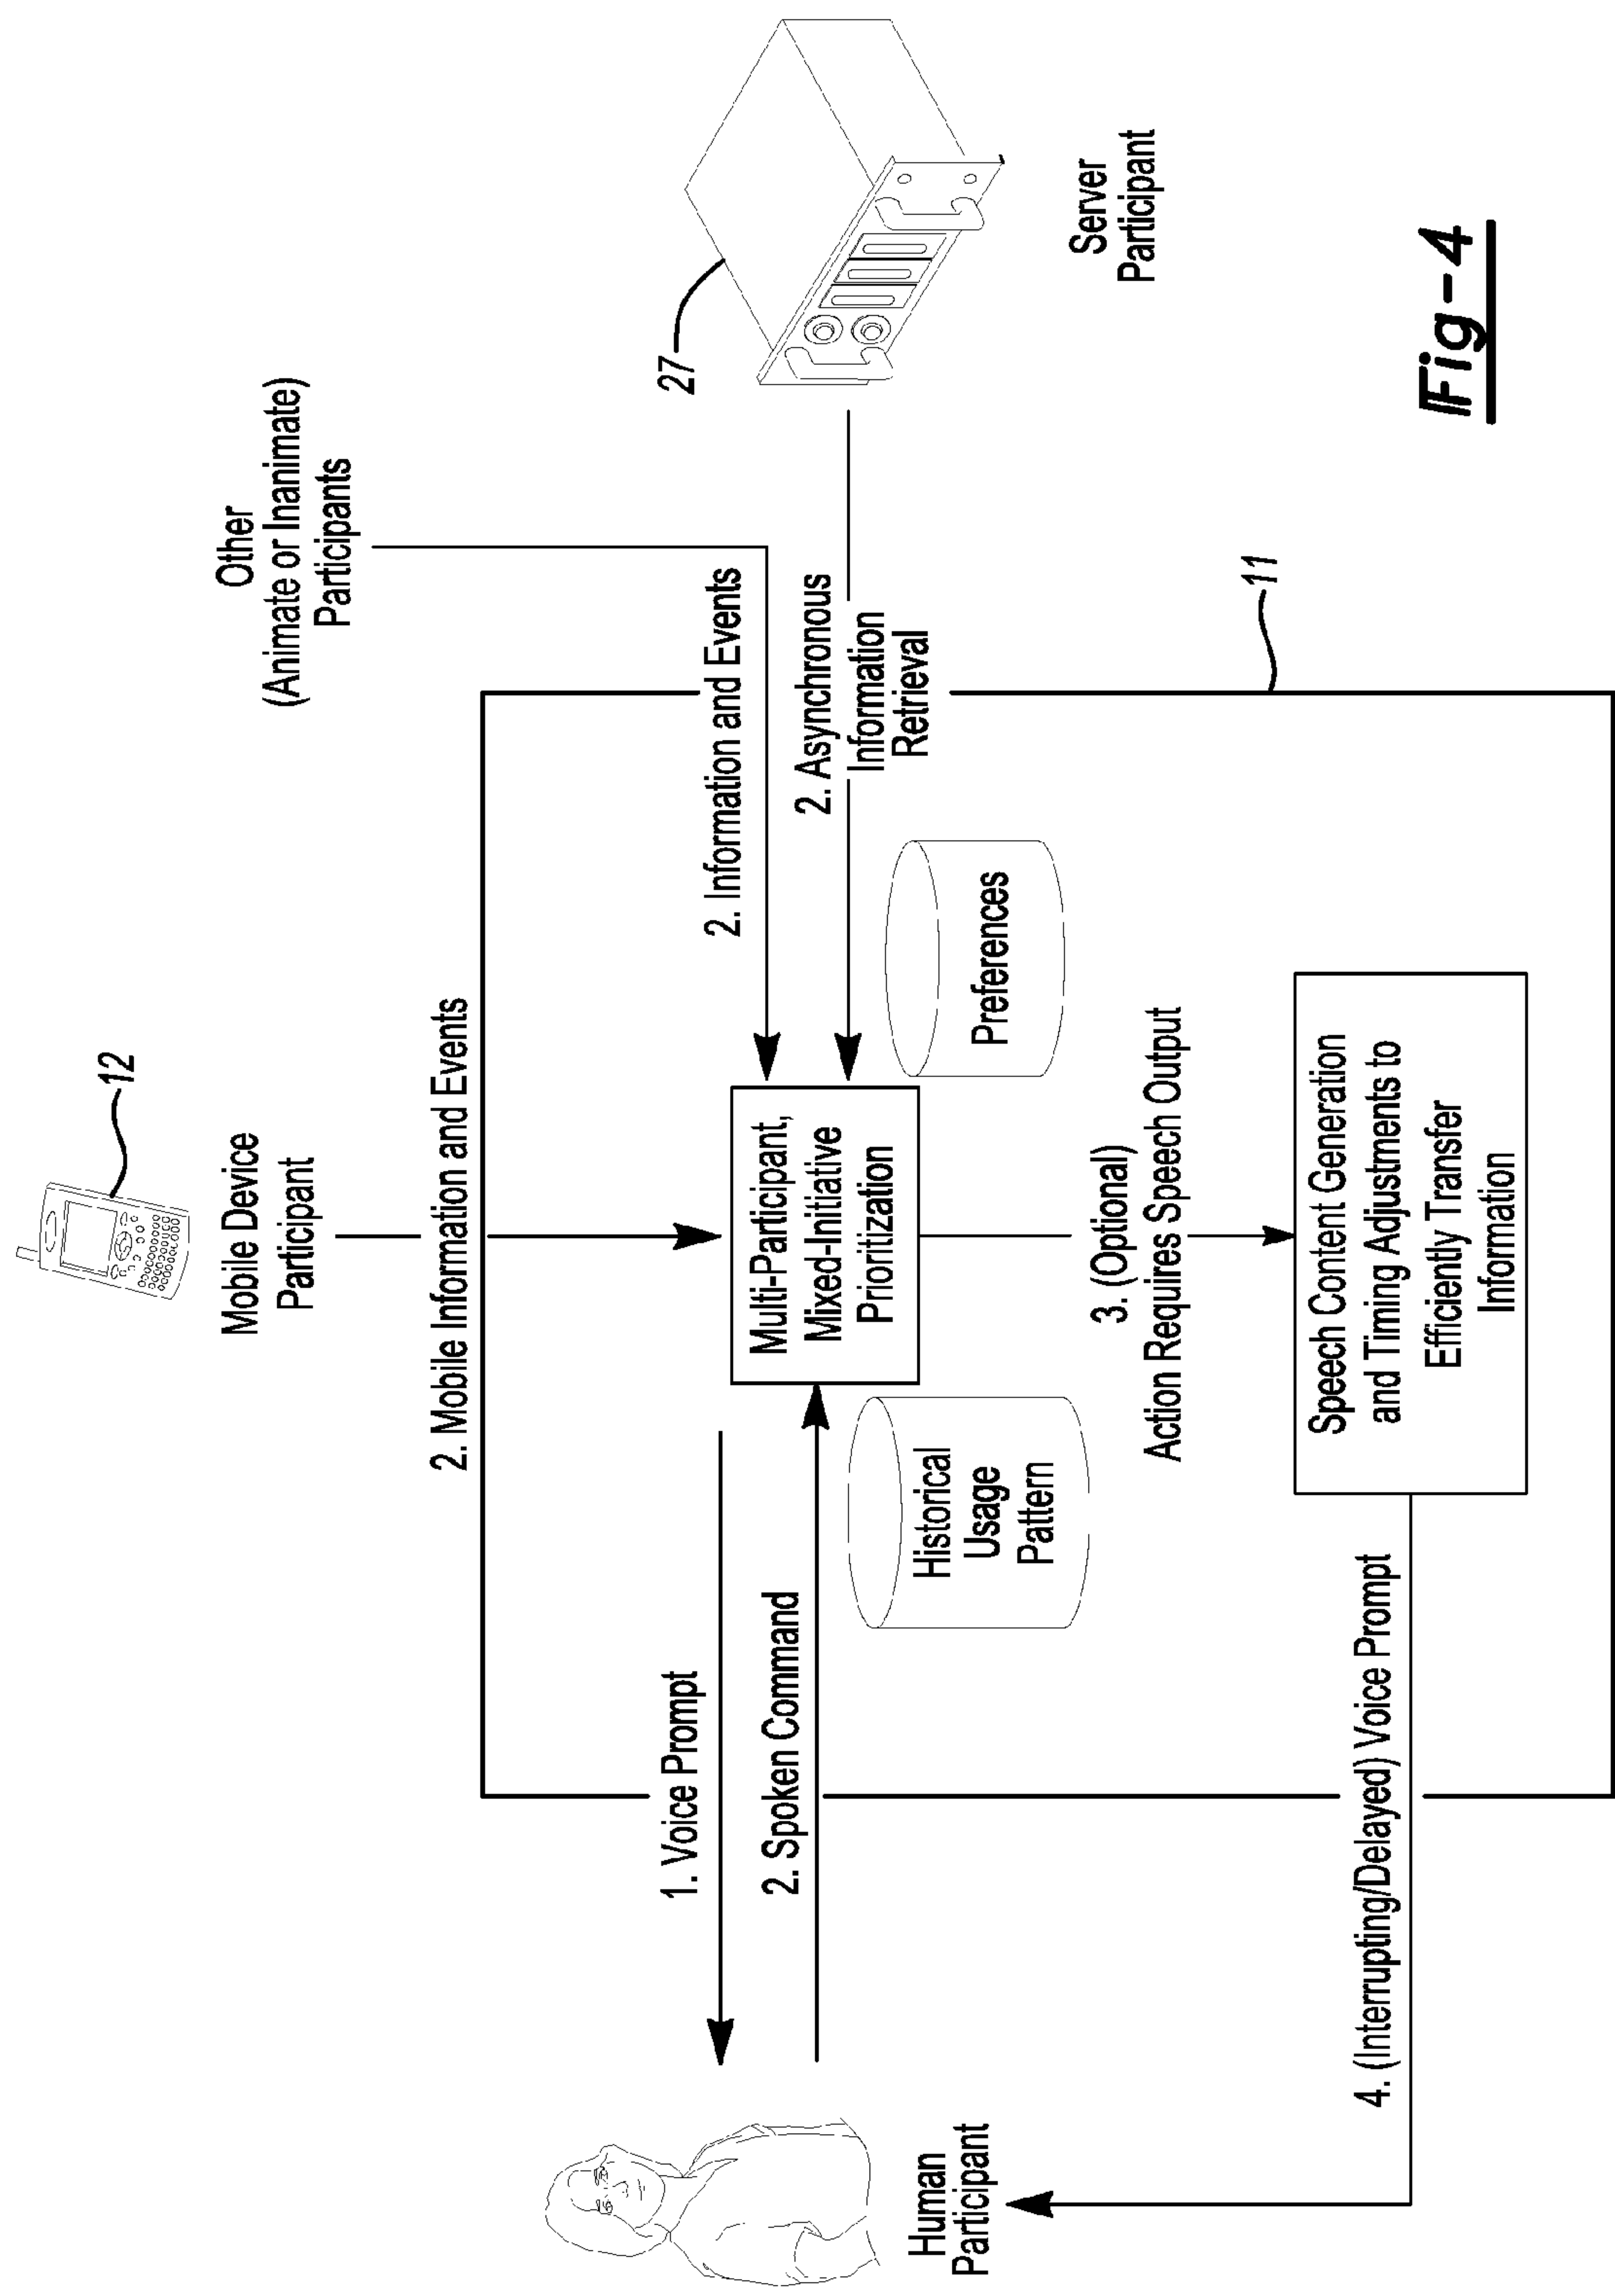 12
Mobile Device
Participant
Other
(Animate or Inanimate)
Participants
2. Mobile Information and Events
27
Server
Participant
1. Voice Prompt
2. Spoken Command
2. Information and Events
2. Asynchronous
Information
Retrieval
Multi-Participant,
Mixed-Initiative
Prioritization
Human
Participant
Historical
Usage
Pattern
Preferences
3. (Optional)
Action Requires Speech Output
11
Speech Content Generation
and Timing Adjustments to
Efficiently Transfer
Information
4. (Interrupting/Delayed) Voice Prompt
Fig-4